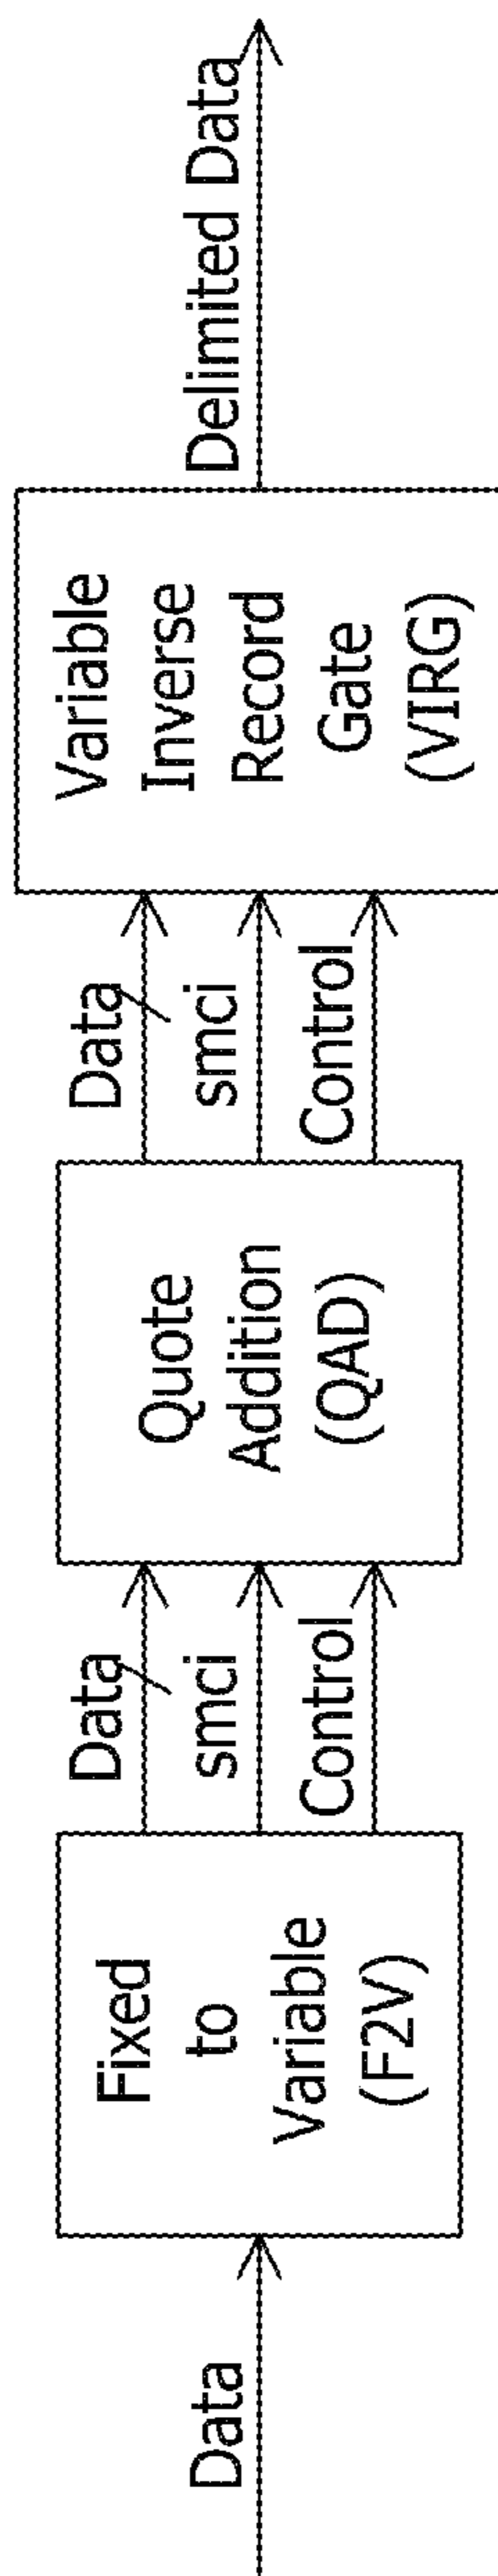 Data
Fixed
to
Variable
(F2V)
Data
smci
Control
Quote
Addition
(QAD)
Data
smci
Control
Variable
Inverse
Record
Gate
(VIRG)
Delimited Data